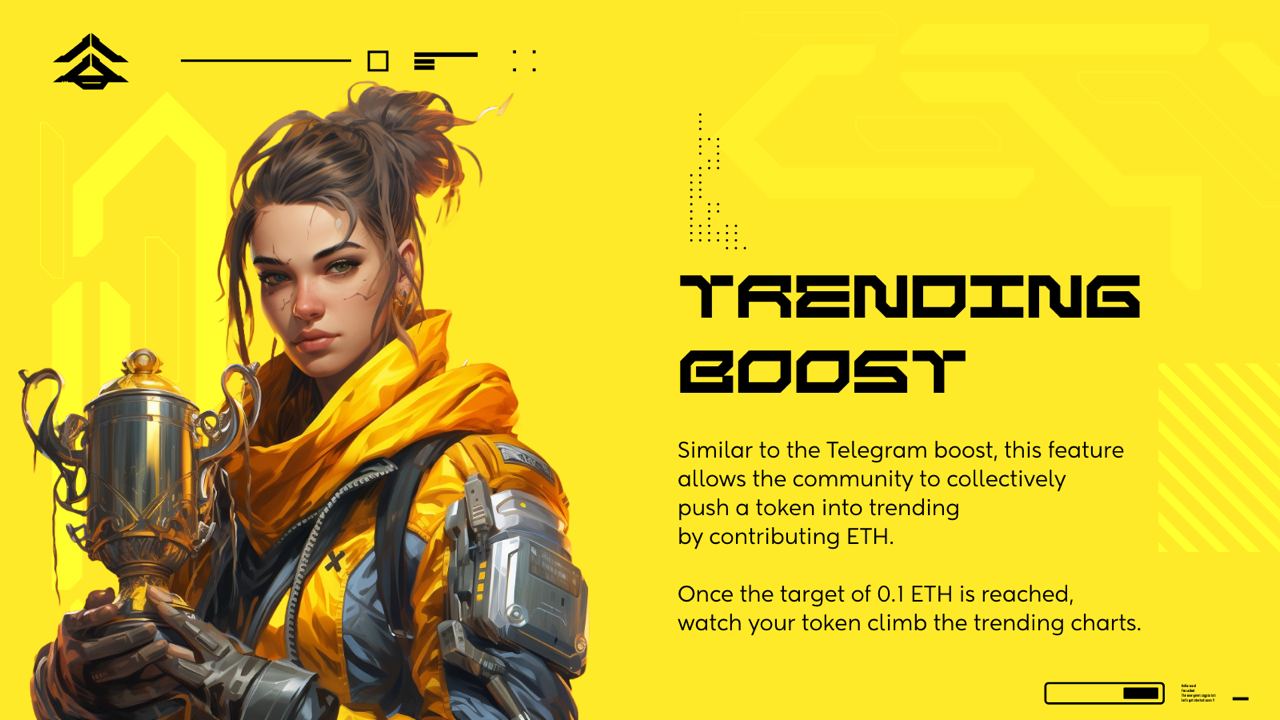 TRENDING
BOOST
Similar to the Telegram boost, this feature
allows the community to collectively
push a token into trending
by contributing ETH.
Once the target of 0.1 ETH is reached,
watch your token climb the trending charts.